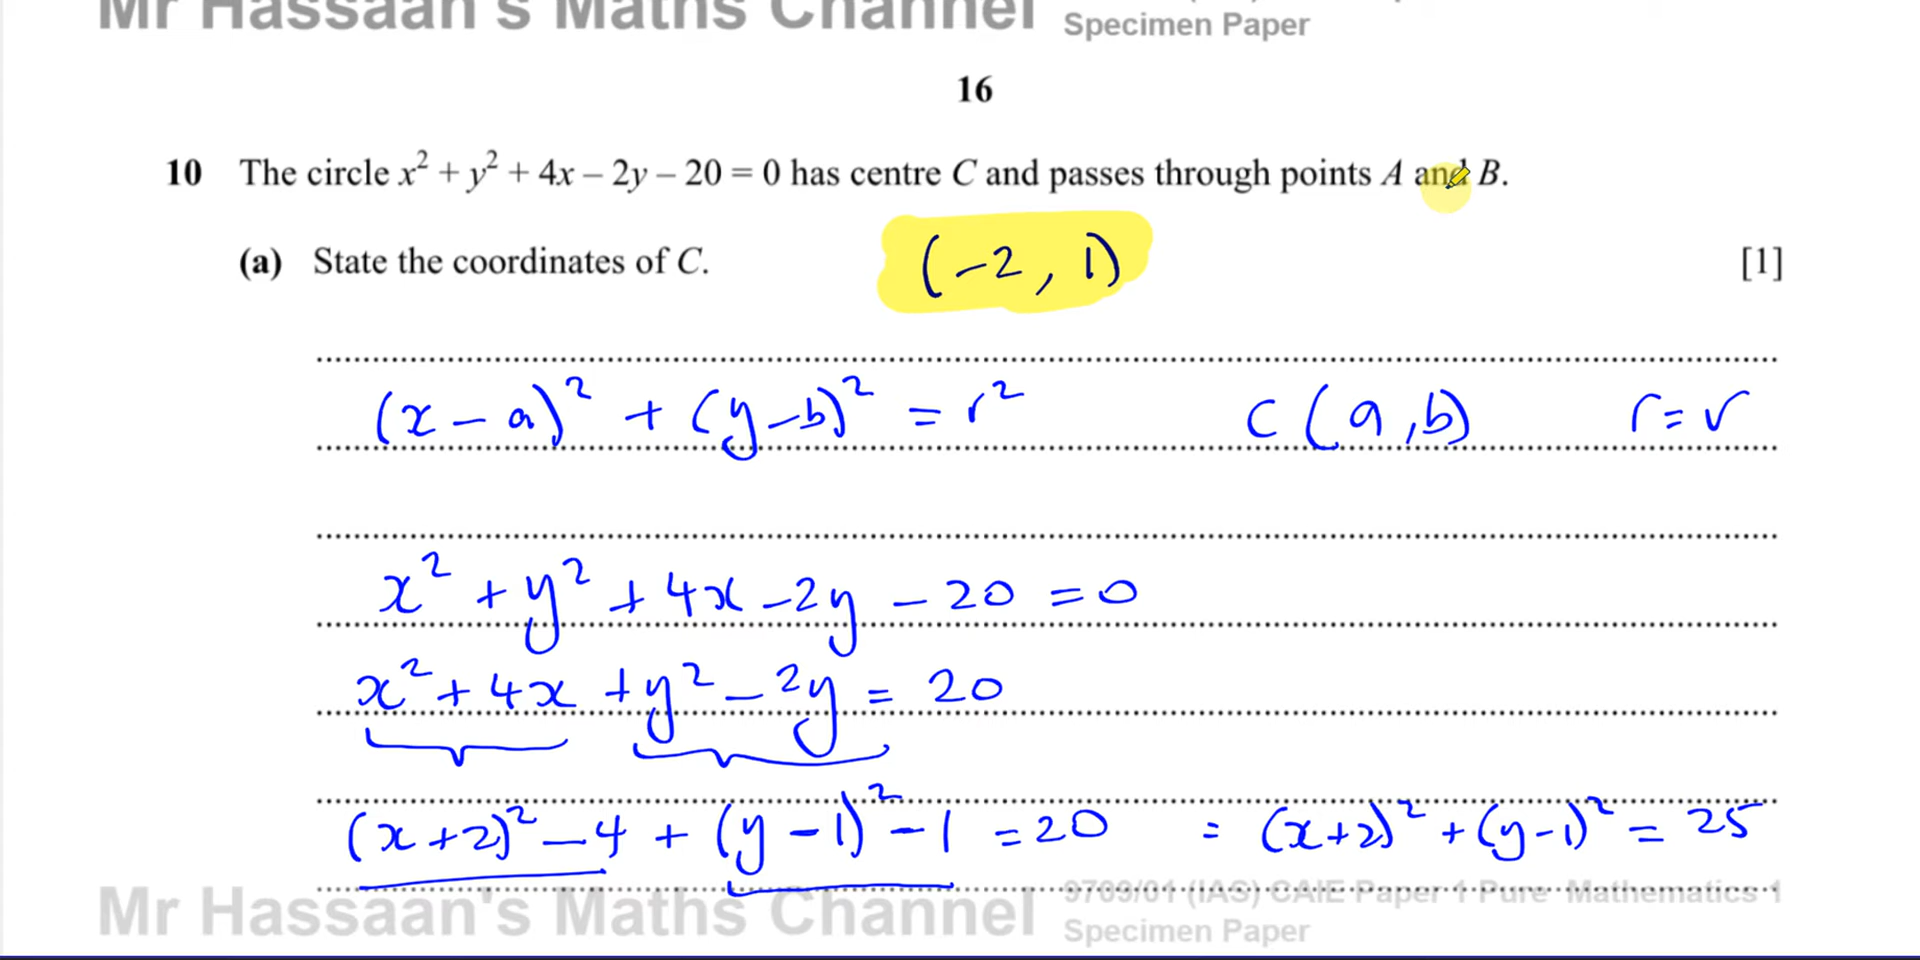 Mr Hassaan's Maths Channel
Specimen Paper
16
10 The circle x² + y² + 4x – 2y – 20 = 0 has centre C and passes through points A and B.
(a) State the coordinates of C. (-2, 1) [1]
(x - a)² + (y - b)² = r² C(a, b) r = r
x² + y² + 4x - 2y - 20 = 0
x² + 4x + y² - 2y = 20
(x + 2)² - 4 + (y - 1)² - 1 = 20 = (x + 2)² + (y - 1)² = 25
Mr Hassaan's Maths Channel
9709/01 (IAS) CAIE Paper 1 Pure Mathematics 1
Specimen Paper